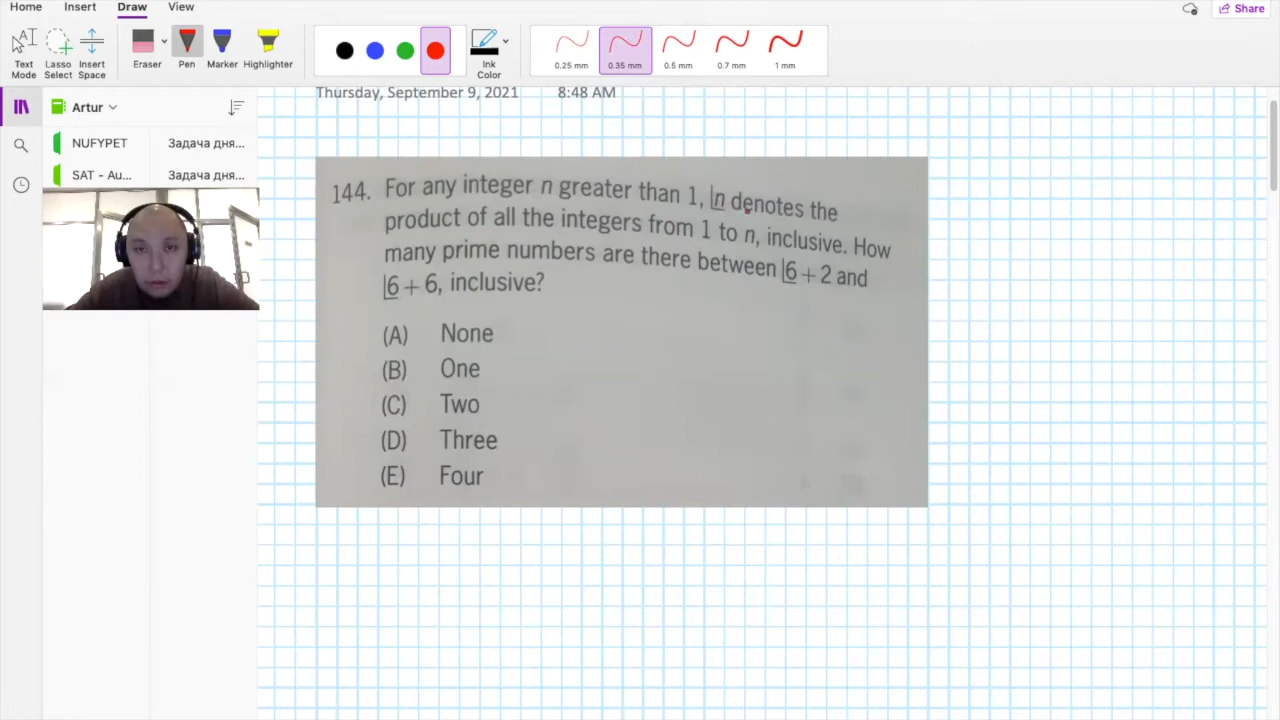 Home Insert Draw View Share
Text Mode
Lasso Select
Insert Space
Eraser
Pen
Marker
Highlighter
Ink Color
0.25 mm
0.35 mm
0.5 mm
0.7 mm
1 mm
Thursday, September 9, 2021 8:48 AM
Artur
NUFYPET Задача дня...
SAT - Au... Задача дня...
144. For any integer n greater than 1, |n denotes the
product of all the integers from 1 to n, inclusive. How
many prime numbers are there between |6 + 2 and
|6 + 6, inclusive?
(A) None
(B) One
(C) Two
(D) Three
(E) Four